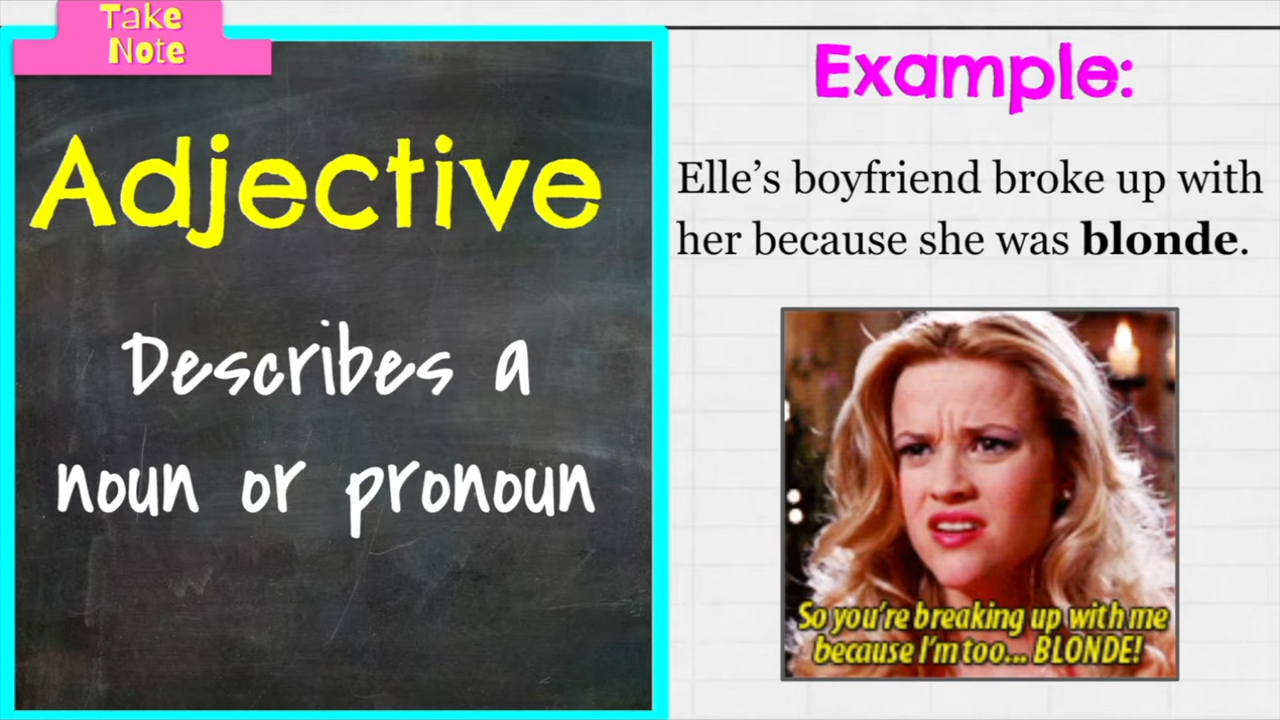 Take
Note
Adjective
Describes a
noun or pronoun
Example:
Elle’s boyfriend broke up with
her because she was blonde.
So you're breaking up with me
because I'm too... BLONDE!